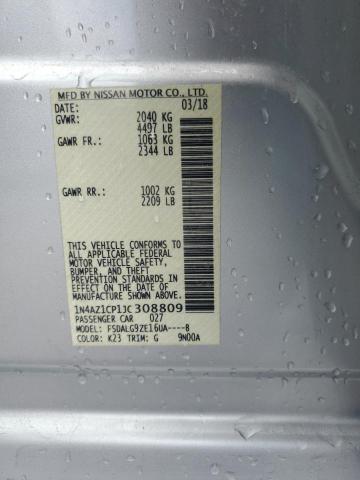 MFD BY NISSAN MOTOR CO., LTD.
DATE: 03/18
GVWR: 2040 KG
4497 LB
GAWR FR.: 1063 KG
2344 LB
GAWR RR.: 1002 KG
2209 LB
THIS VEHICLE CONFORMS TO
ALL APPLICABLE FEDERAL
MOTOR VEHICLE SAFETY,
BUMPER, AND THEFT
PREVENTION STANDARDS IN
EFFECT ON THE DATE OF
MANUFACTURE SHOWN ABOVE.
1N4AZ1CP1JC308809
PASSENGER CAR 027
MODEL: FSDALG9ZE16UA----8
COLOR: K23 TRIM: G 9N00A